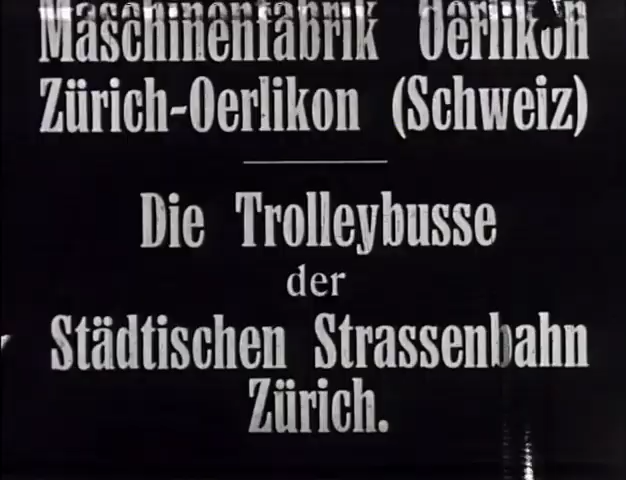 Maschinenfabrik Oerlikon
Zürich-Oerlikon (Schweiz)
Die Trolleybusse
der
Städtischen Strassenbahn
Zürich.